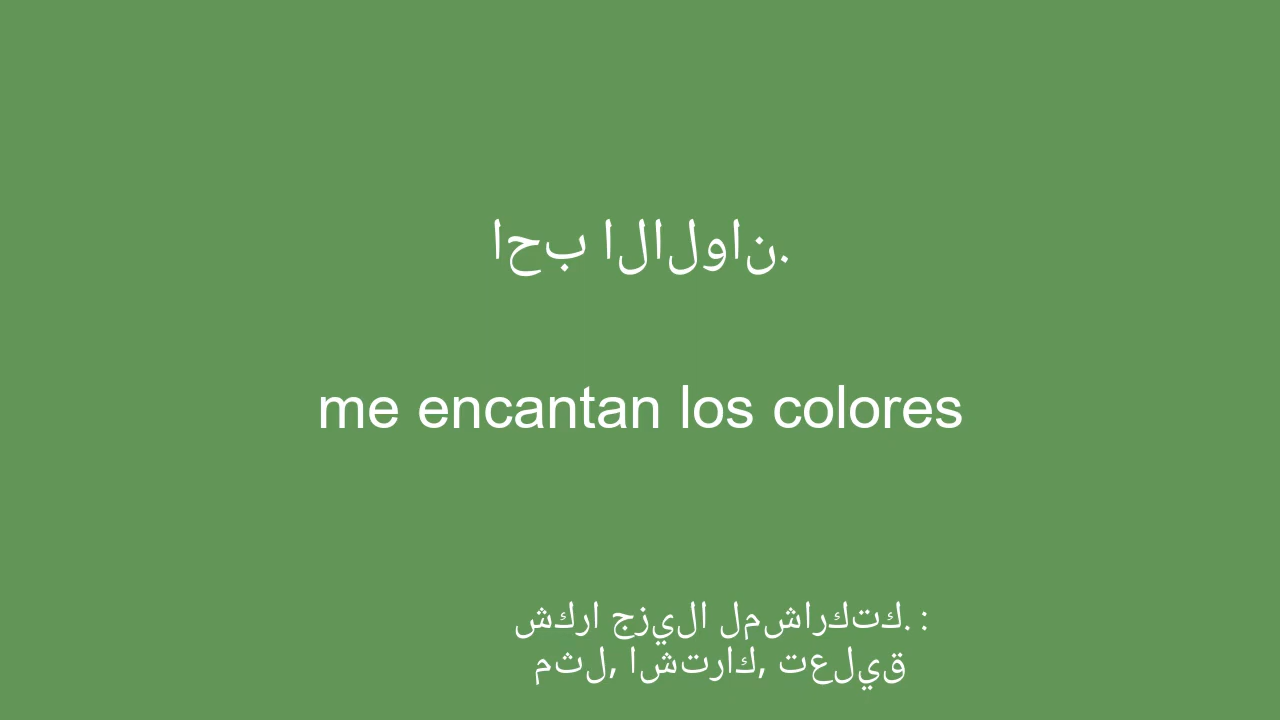 احب الالوان.
me encantan los colores
شكرا جزيلا لمشاركتك. :
مثل, اشتراك, تعليق